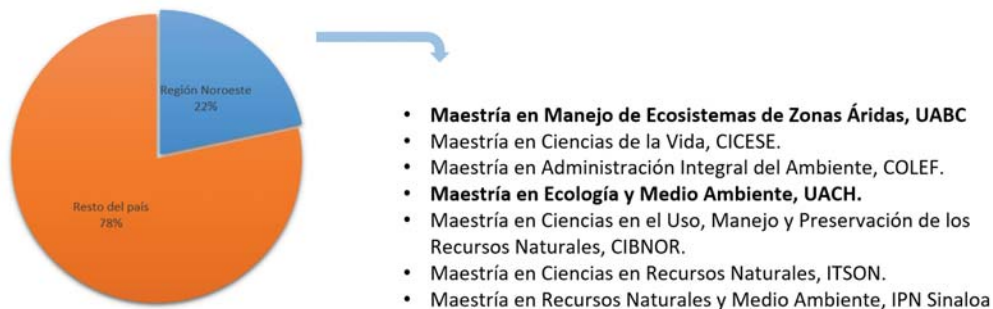 Región Noroeste
22%
Resto del país
78%
• Maestría en Manejo de Ecosistemas de Zonas Áridas, UABC
• Maestría en Ciencias de la Vida, CICESE.
• Maestría en Administración Integral del Ambiente, COLEF.
• Maestría en Ecología y Medio Ambiente, UACH.
• Maestría en Ciencias en el Uso, Manejo y Preservación de los
Recursos Naturales, CIBNOR.
• Maestría en Ciencias en Recursos Naturales, ITSON.
• Maestría en Recursos Naturales y Medio Ambiente, IPN Sinaloa